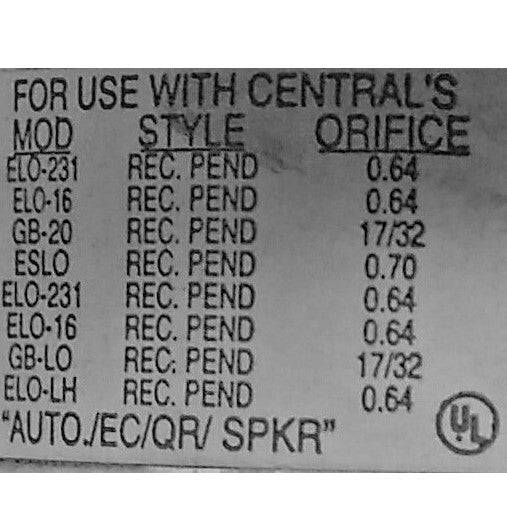 FOR USE WITH CENTRAL'S
MOD STYLE ORIFICE
ELO-231 REC. PEND 0.64
ELO-16 REC. PEND 0.64
GB-20 REC. PEND 17/32
ESLO REC. PEND 0.70
ELO-231 REC. PEND 0.64
ELO-16 REC. PEND 0.64
GB-LO REC. PEND 17/32
ELO-LH REC. PEND 0.64
"AUTO./EC/QR/ SPKR" UL